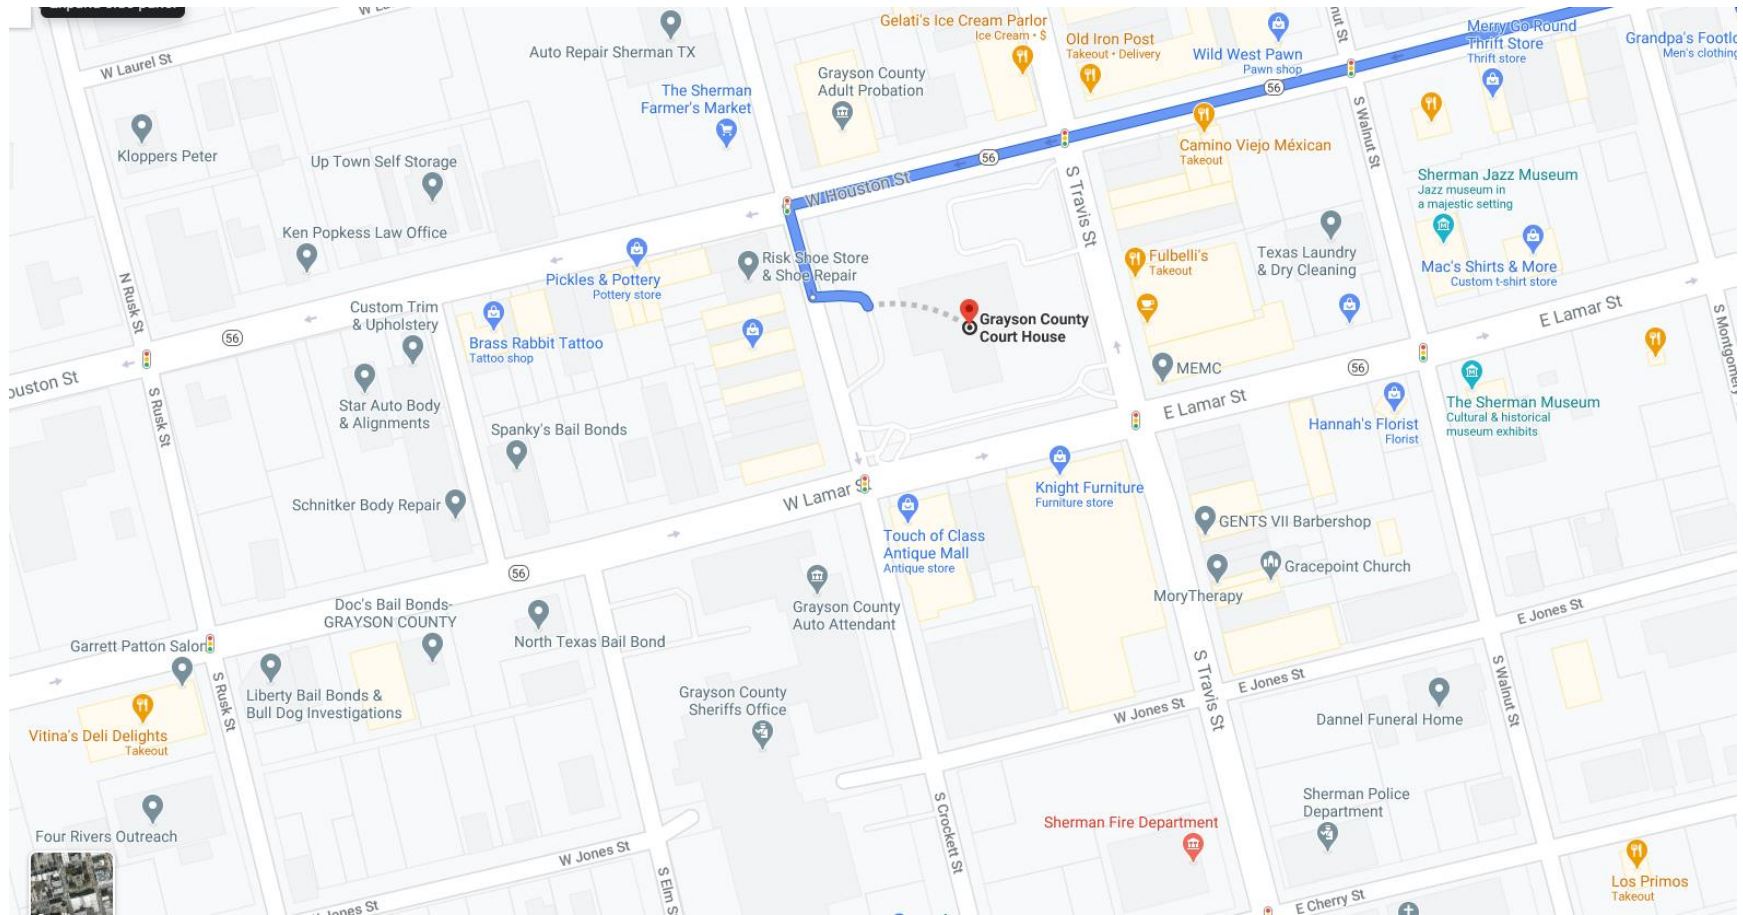 W Laurel St
Auto Repair Sherman TX
Gelati's Ice Cream Parlor
Ice Cream • $
Old Iron Post
Takeout • Delivery
Wild West Pawn
Pawn shop
Merry Go Round
Thrift Store
Thrift store
Men's clothing
Grayson County
Adult Probation
The Sherman
Farmer's Market
56
Kloppers Peter
Up Town Self Storage
Camino Viejo Méxican
Takeout
S Walnut St
56
W Houston St
S Travis St
Sherman Jazz Museum
Jazz museum in
a majestic setting
Ken Popkess Law Office
Risk Shoe Store
& Shoe Repair
Fulbelli's
Takeout
Texas Laundry
& Dry Cleaning
Mac's Shirts & More
Custom t-shirt store
Pickles & Pottery
Pottery store
N Rusk St
Custom Trim
& Upholstery
Grayson County
Court House
E Lamar St
56
Brass Rabbit Tattoo
Tattoo shop
MEMC
56
S Rusk St
Star Auto Body
& Alignments
E Lamar St
Hannah's Florist
Florist
The Sherman Museum
Cultural & historical
museum exhibits
Spanky's Bail Bonds
Knight Furniture
Furniture store
Schnitker Body Repair
W Lamar St
GENTS VII Barbershop
Touch of Class
Antique Mall
Antique store
56
Gracepoint Church
MoryTherapy
Grayson County
Auto Attendant
Doc's Bail Bonds-
GRAYSON COUNTY
North Texas Bail Bond
E Jones St
Garrett Patton Salon
Liberty Bail Bonds &
Bull Dog Investigations
S Rusk St
Grayson County
Sheriffs Office
S Travis St
E Jones St
W Jones St
S Walnut St
Dannel Funeral Home
Vitina's Deli Delights
Takeout
Four Rivers Outreach
S Crockett St
Sherman Police
Department
Sherman Fire Department
W Jones St
S Elm S
Los Primos
Takeout
E Cherry St